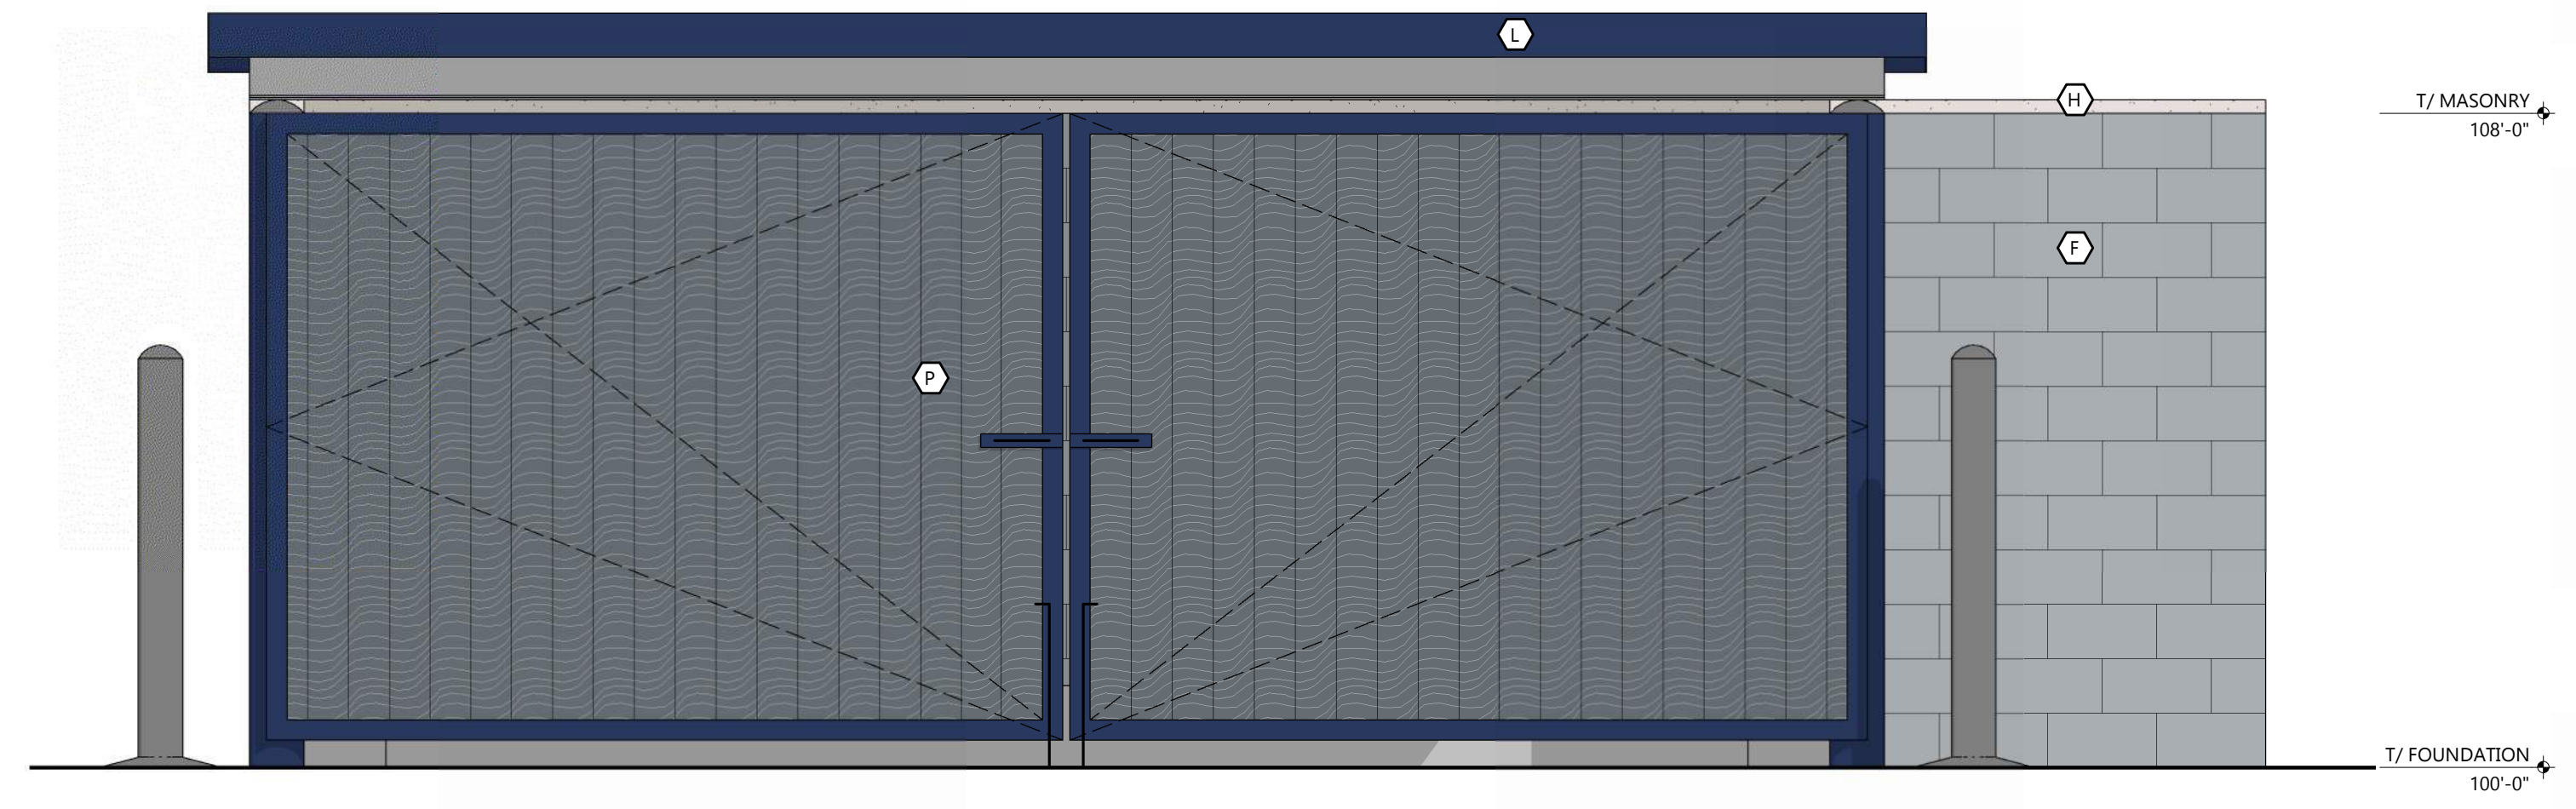 L
H
T/ MASONRY
108'-0"
F
P
T/ FOUNDATION
100'-0"